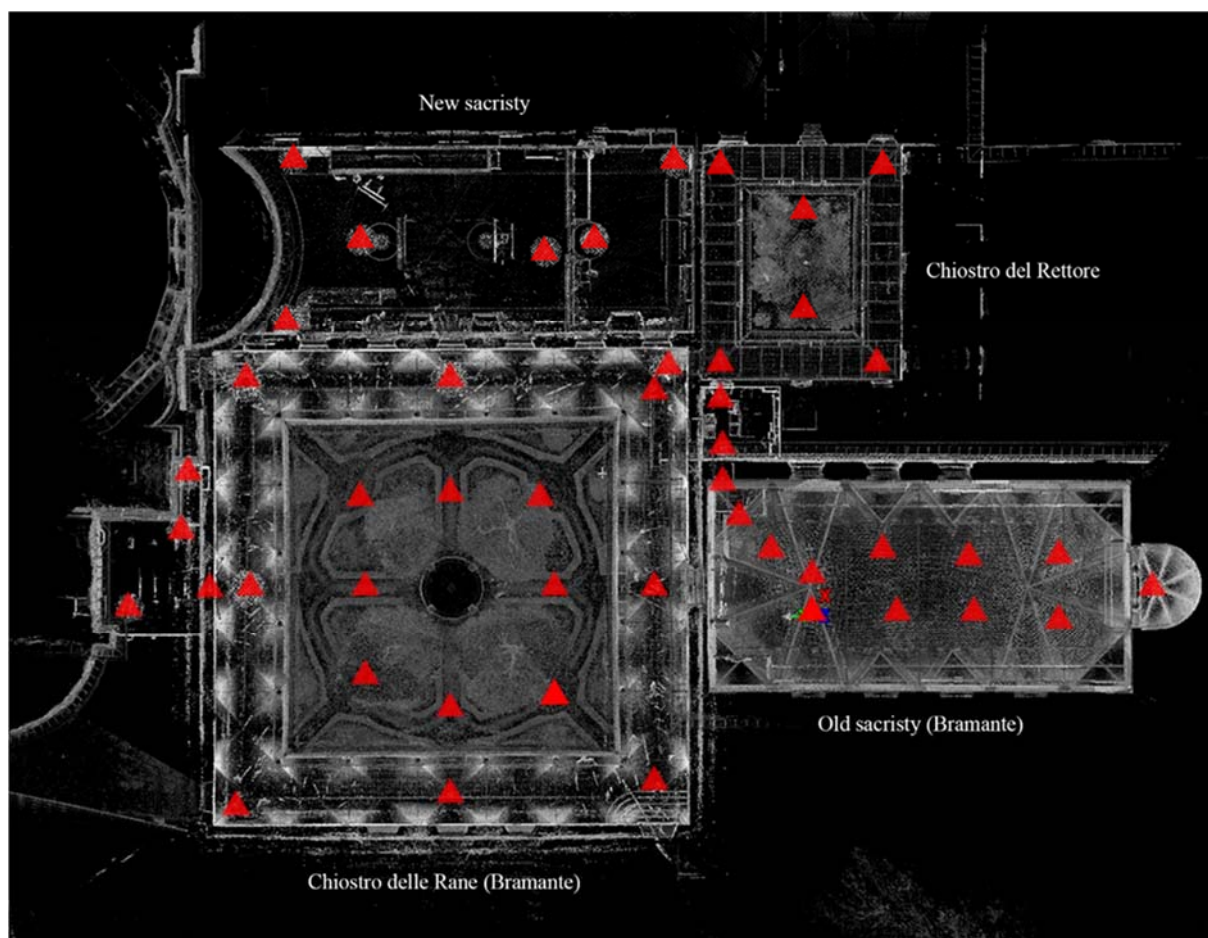 New sacristy
Chiostro del Rettore
Old sacristy (Bramante)
Chiostro delle Rane (Bramante)